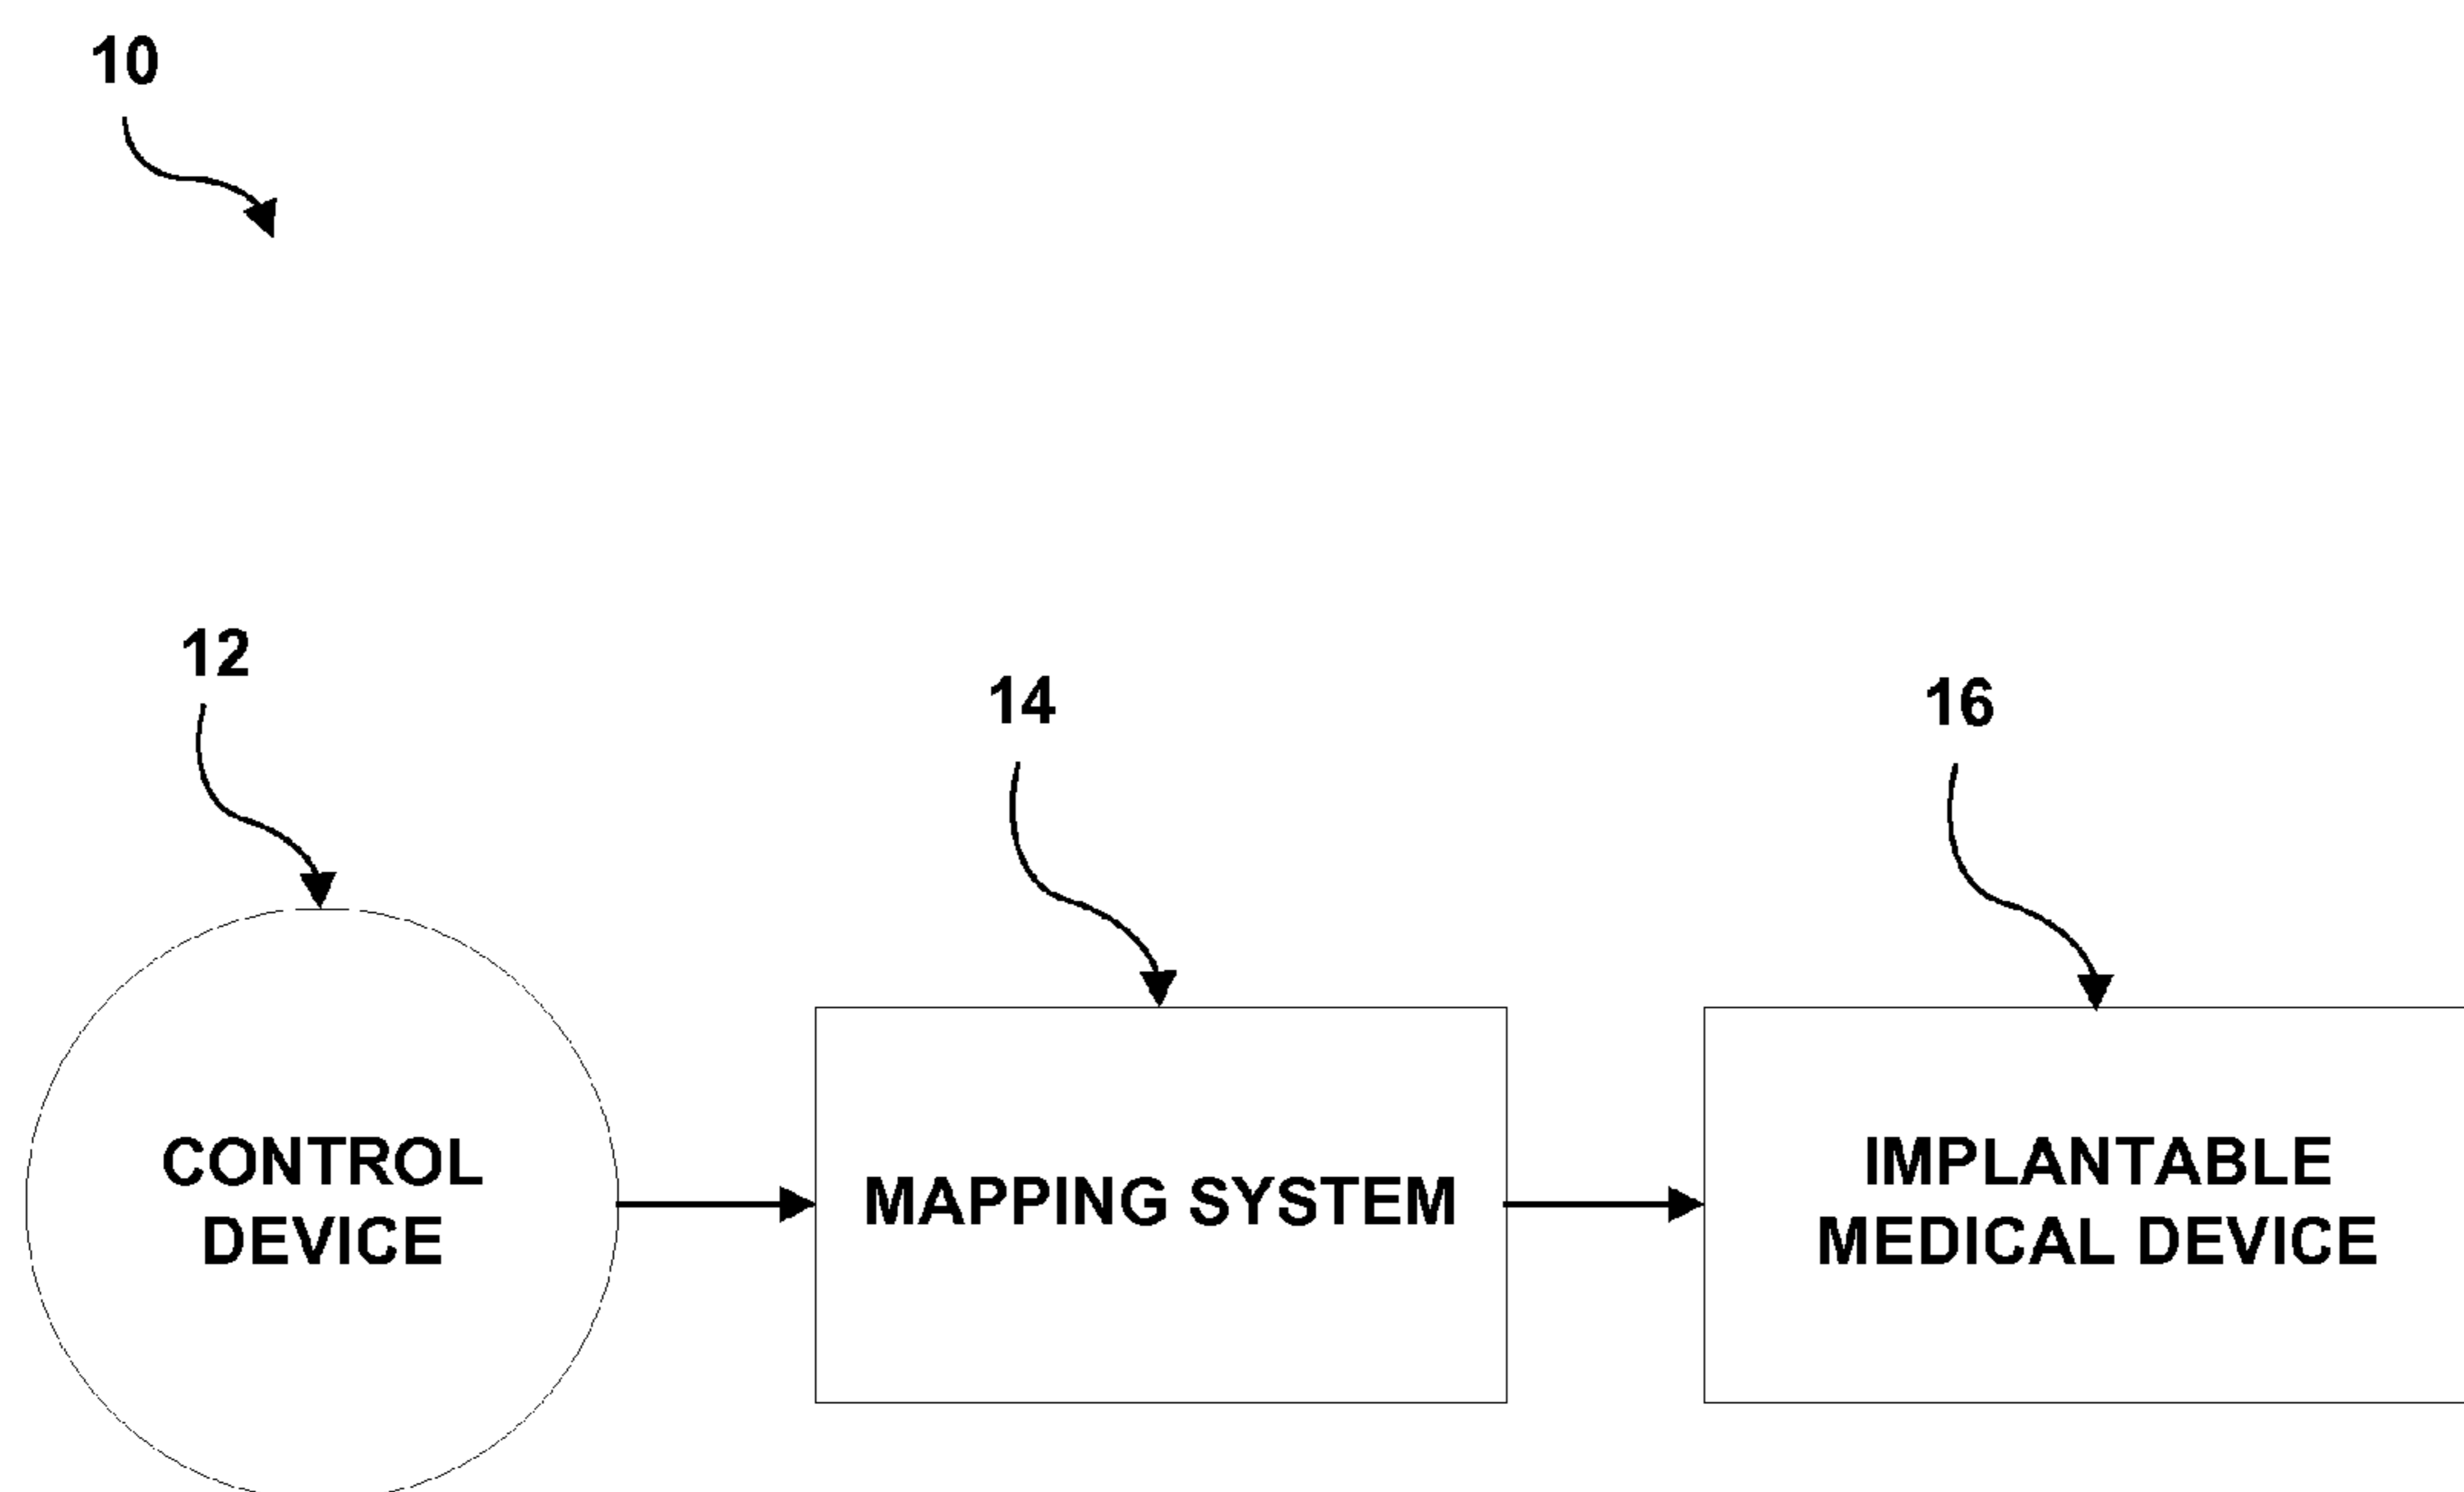 10
12
14
16
CONTROL
DEVICE
MAPPING SYSTEM
IMPLANTABLE
MEDICAL DEVICE